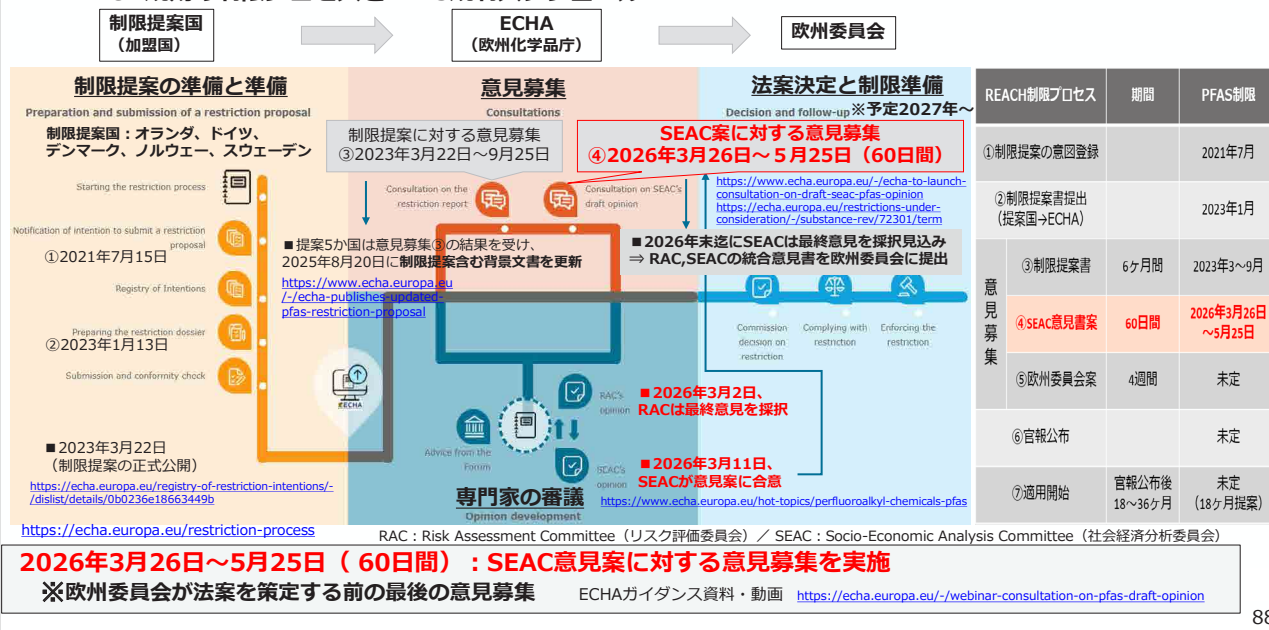 制限提案国
（加盟国）
ECHA
（欧州化学品庁）
欧州委員会
制限提案の準備と準備
Preparation and submission of a restriction proposal
制限提案国：オランダ、ドイツ、
デンマーク、ノルウェー、スウェーデン
Starting the restriction process
Notification of intention to submit a restriction
proposal
①2021年7月15日
Registry of Intentions
Preparing the restriction dossier
②2023年1月13日
Submission and conformity check
ECHA
■2023年3月22日
（制限提案の正式公開）
https://echa.europa.eu/registry-of-restriction-intentions/-
/dislist/details/0b0236e18663449b
https://echa.europa.eu/restriction-process
意見募集
Consultations
制限提案に対する意見募集
③2023年3月22日～9月25日
SEAC案に対する意見募集
④2026年3月26日～５月25日（60日間）
Consultation on the
restriction report
Consultation on SEAC's
draft opinion
■提案5か国は意見募集③の結果を受け、
2025年8月20日に制限提案含む背景文書を更新
https://www.echa.europa.eu
/-/echa-publishes-updated-
pfas-restriction-proposal
RAC's
opinion
■2026年3月2日、
RACは最終意見を採択
Advice from the
Forum
SEAC's
opinion
■2026年3月11日、
SEACが意見案に合意
専門家の審議
Opinion development
https://www.echa.europa.eu/hot-topics/perfluoroalkyl-chemicals-pfas
法案決定と制限準備
Decision and follow-up ※予定2027年～
https://www.echa.europa.eu/-/echa-to-launch-
consultation-on-draft-seac-pfas-opinion
https://echa.europa.eu/restrictions-under-
consideration/-/substance-rev/72301/term
■2026年末迄にSEACは最終意見を採択見込み
⇒ RAC,SEACの統合意見書を欧州委員会に提出
Commission
decision on
restriction
Complying with
restriction
Enforcing the
restriction
REACH制限プロセス 期間 PFAS制限
①制限提案の意図登録 2021年7月
②制限提案書提出
（提案国→ECHA） 2023年1月
意見募集
③制限提案書 6ヶ月間 2023年3～9月
④SEAC意見書案 60日間 2026年3月26日
～5月25日
⑤欧州委員会案 4週間 未定
⑥官報公布 未定
⑦適用開始 官報公布後
18～36ヶ月 未定
（18ヶ月提案）
RAC：Risk Assessment Committee（リスク評価委員会）／ SEAC：Socio-Economic Analysis Committee（社会経済分析委員会）
2026年3月26日～5月25日（ 60日間）：SEAC意見案に対する意見募集を実施
※欧州委員会が法案を策定する前の最後の意見募集 ECHAガイダンス資料・動画 https://echa.europa.eu/-/webinar-consultation-on-pfas-draft-opinion